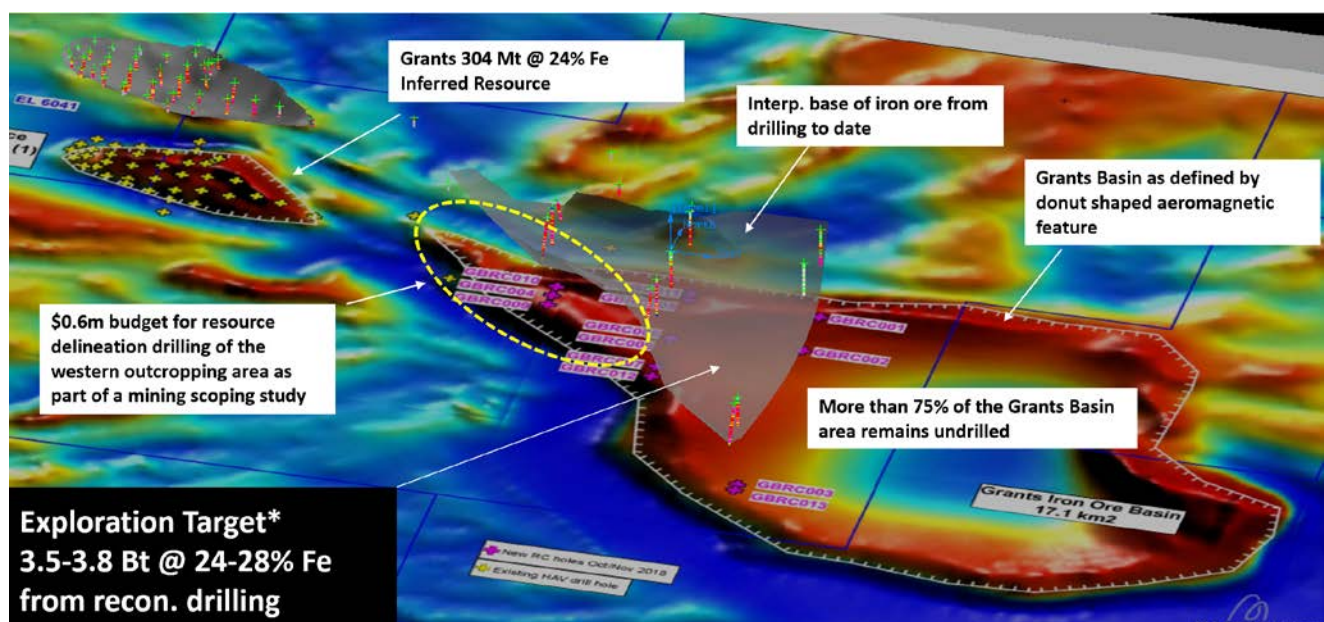 Grants 304 Mt @ 24% Fe
Inferred Resource
EL 6041
(1)
Interp. base of iron ore from
drilling to date
Grants Basin as defined by
donut shaped aeromagnetic
feature
$0.6m budget for resource
delineation drilling of the
western outcropping area as
part of a mining scoping study
GBRC010
GBRC004
GBRC001
GBRC002
GBRC012
More than 75% of the Grants Basin
area remains undrilled
GBRC003
GBRC013
Grants Iron Ore Basin
17.1 km2
Exploration Target*
3.5-3.8 Bt @ 24-28% Fe
from recon. drilling
New RC holes Oct/Nov 2018
Existing HAV drill hole